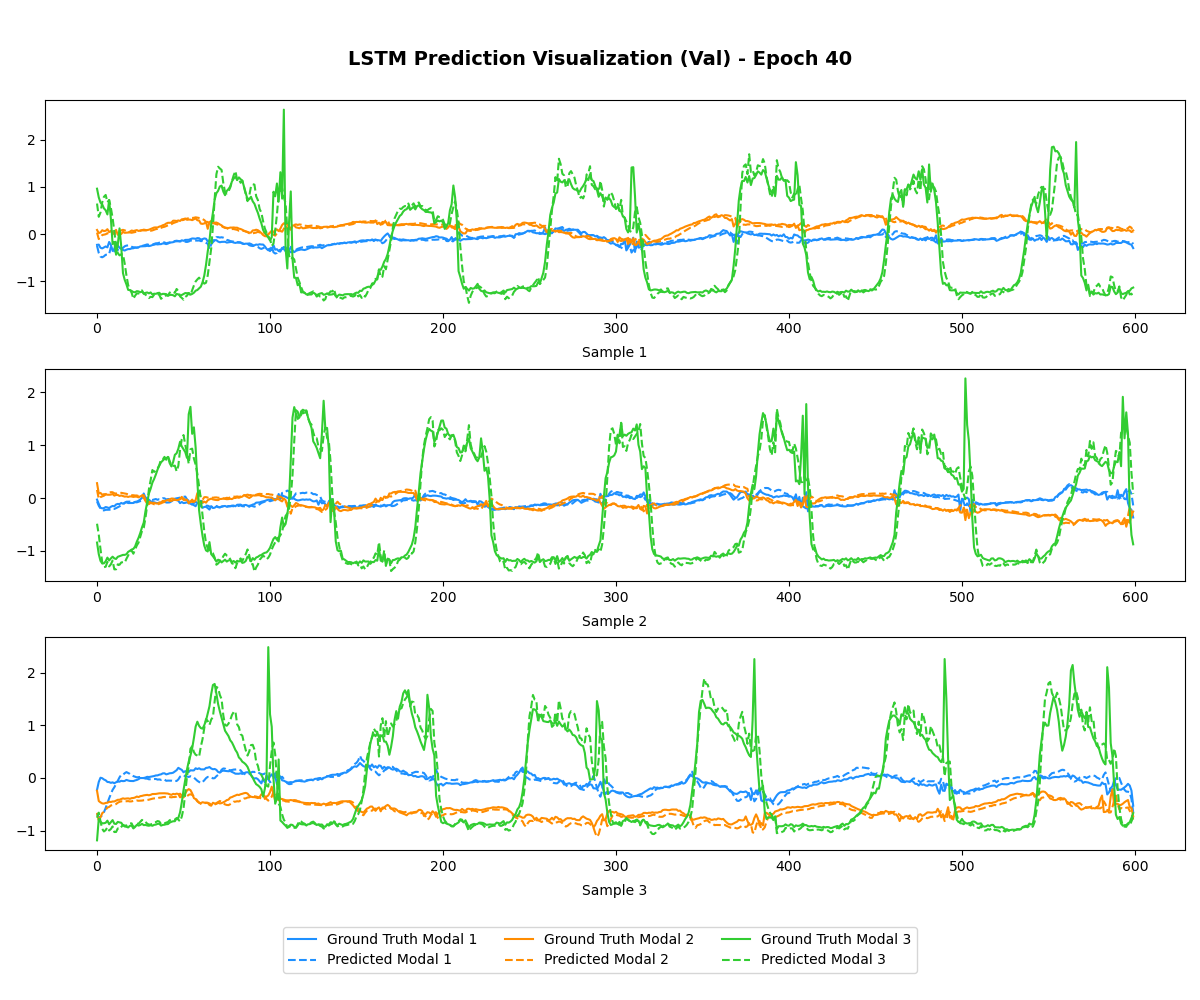 LSTM Prediction Visualization (Val) - Epoch 40
2
1
0
−1
0 100 200 300 400 500 600
Sample 1
2
1
0
−1
0 100 200 300 400 500 600
Sample 2
2
1
0
−1
0 100 200 300 400 500 600
Sample 3
Ground Truth Modal 1 Ground Truth Modal 2 Ground Truth Modal 3
Predicted Modal 1 Predicted Modal 2 Predicted Modal 3